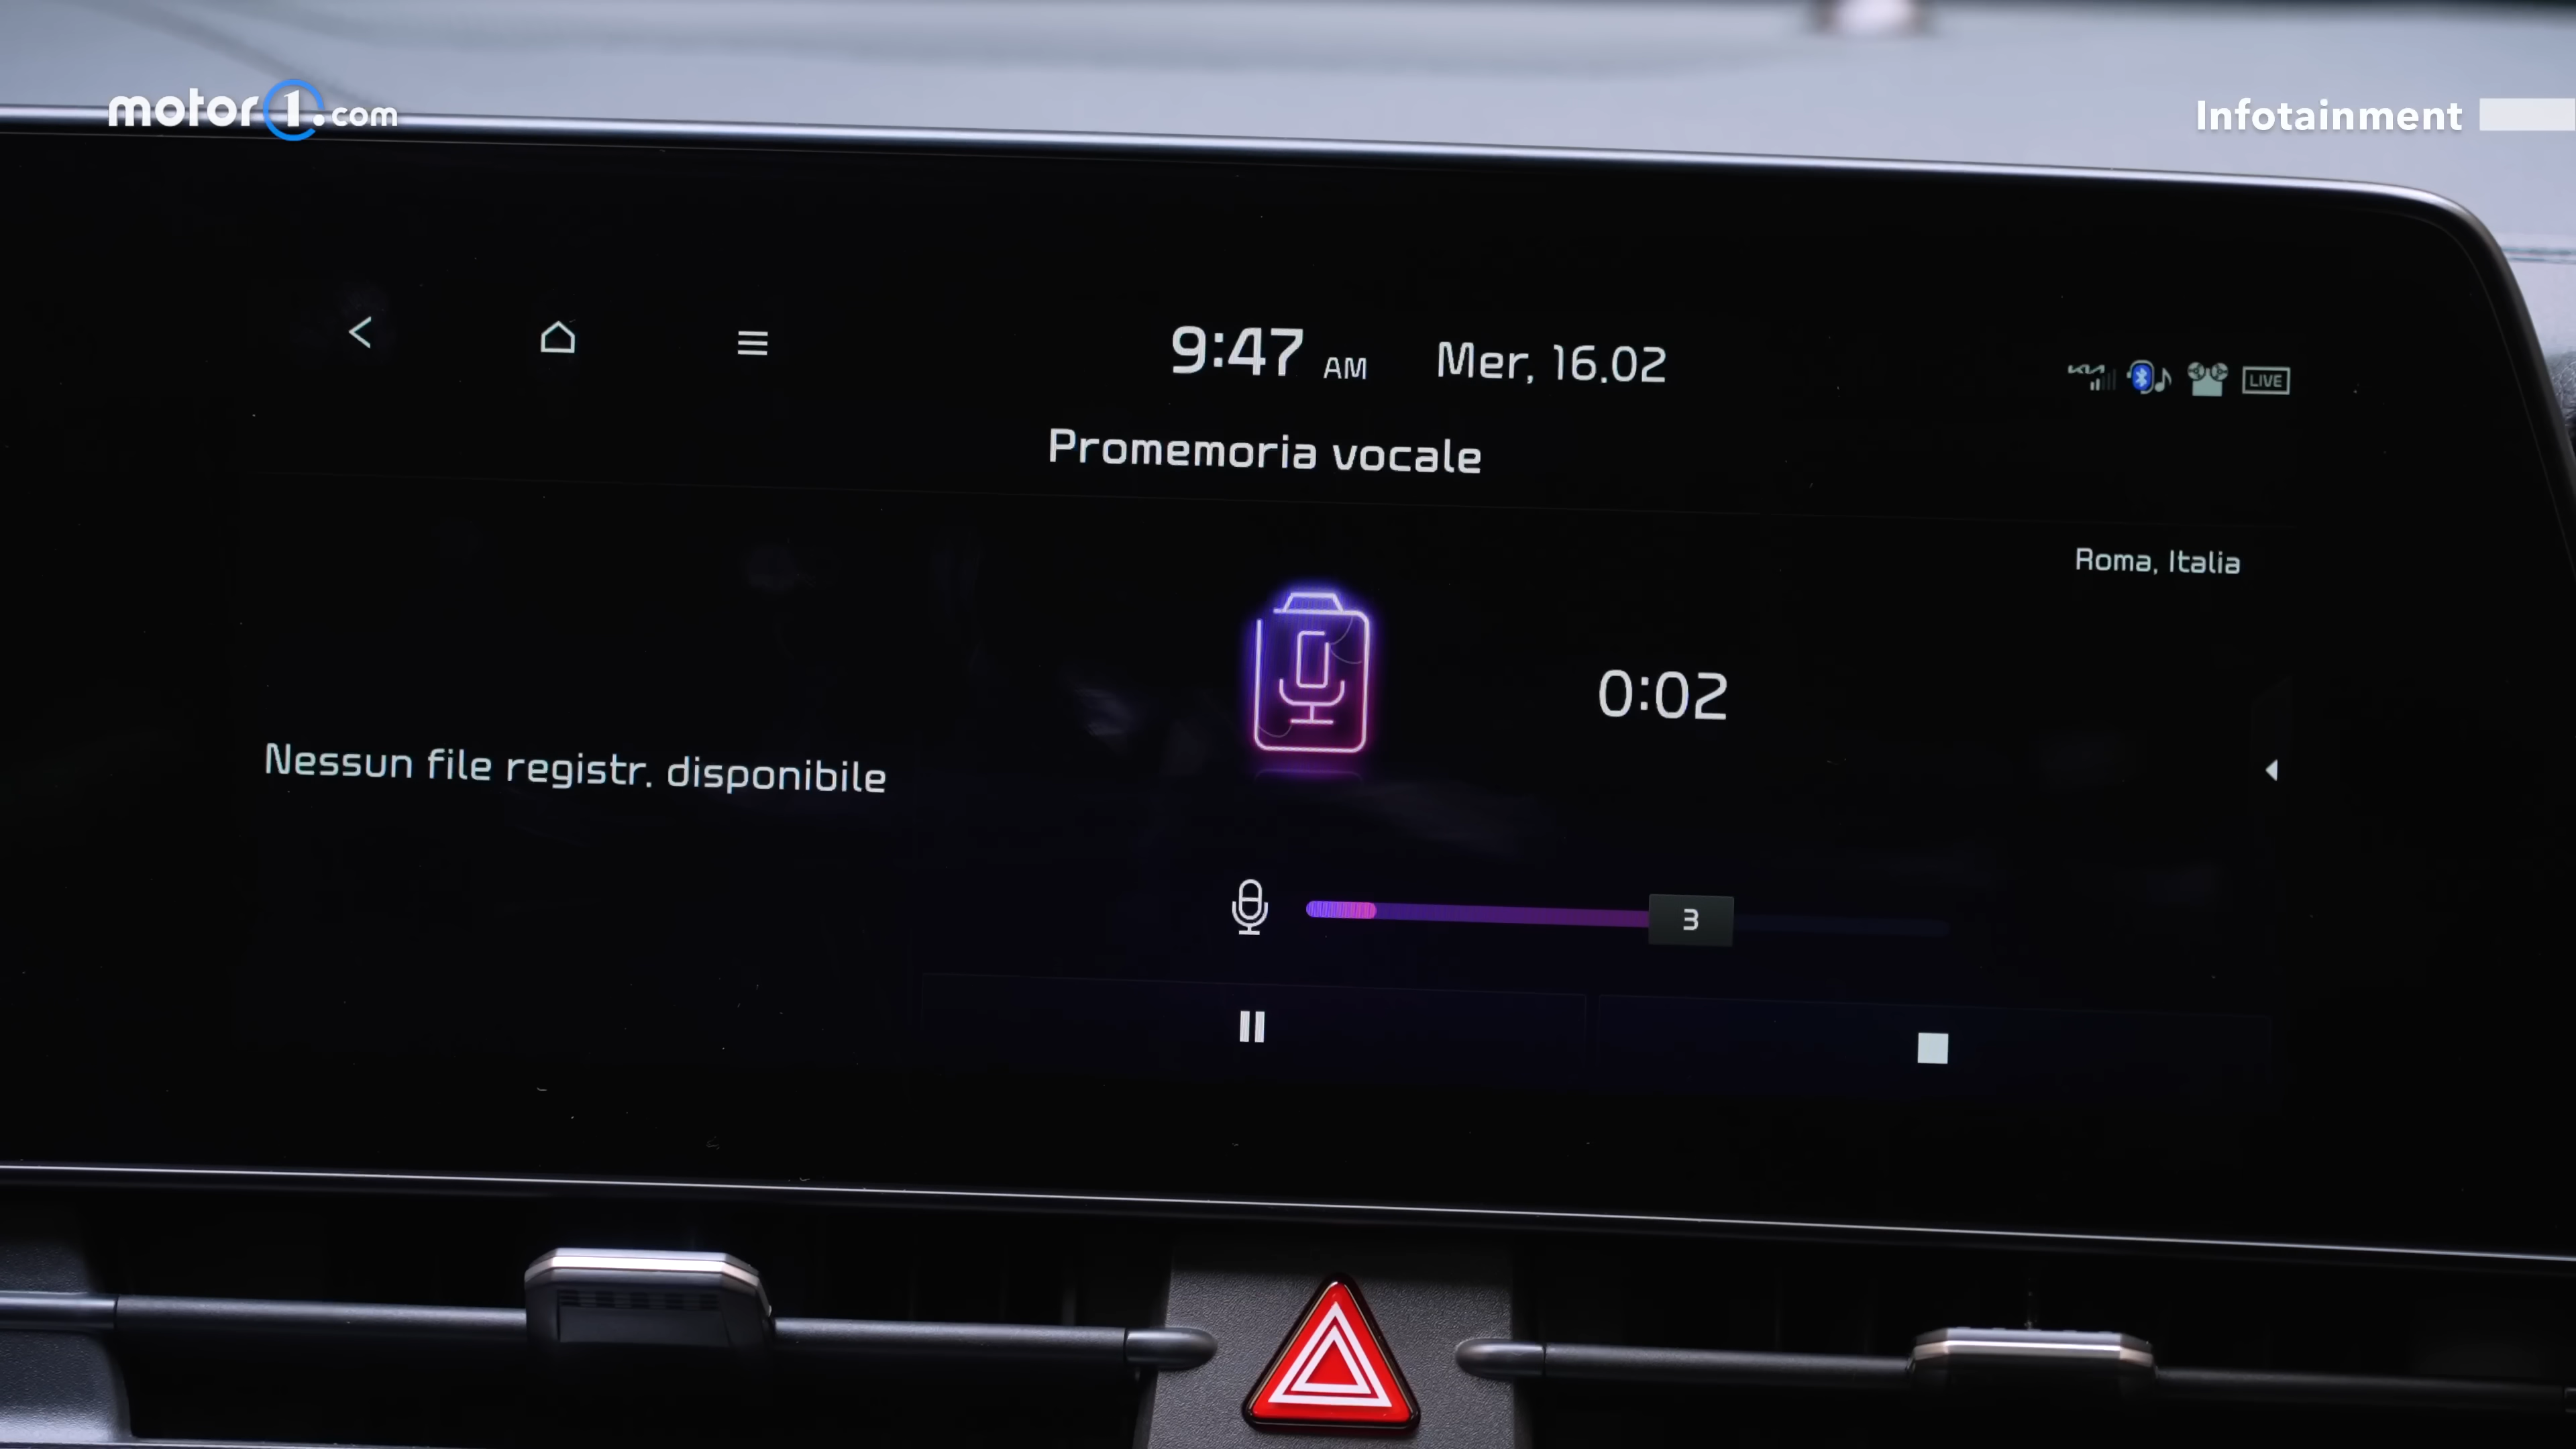 motor1.com
Infotainment
9:47 AM Mer, 16.02
LIVE
Promemoria vocale
Roma, Italia
0:02
Nessun file registr. disponibile
3